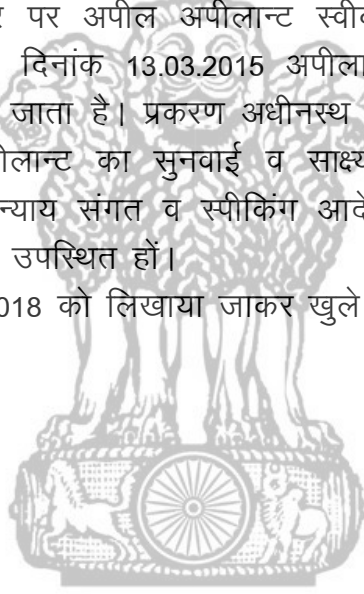 पर अपील अपीलान्ट स्वीव
दिनांक 13.03.2015 अपीला
जाता है। प्रकरण अधीनस्थ
लान्ट का सुनवाई व साक्ष्य
न्याय संगत व स्पीकिंग आदे
उपस्थित हों।
018 को लिखाया जाकर खुले